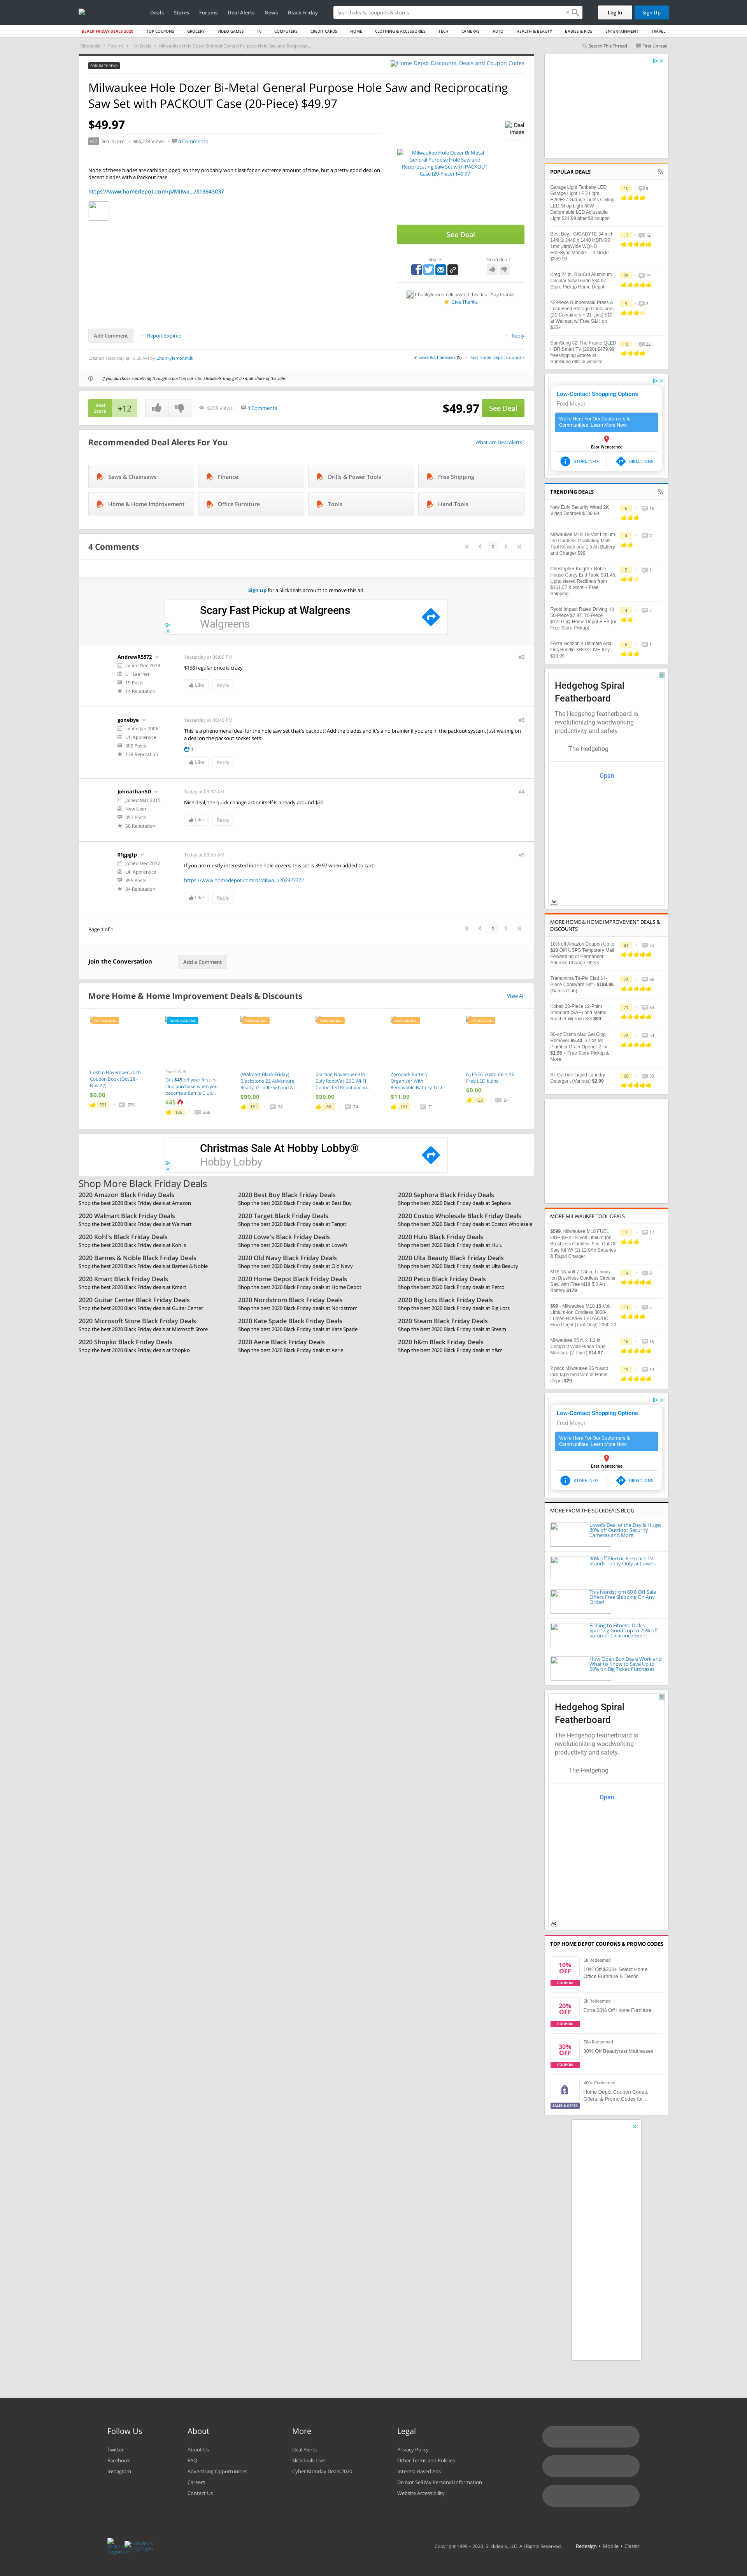 Deals Stores Forums Deal Alerts News Black Friday
Search deals, coupons & stores
Log In Sign Up
BLACK FRIDAY DEALS 2020 TOP COUPONS GROCERY VIDEO GAMES TV COMPUTERS CREDIT CARDS HOME CLOTHING & ACCESSORIES TECH CAMERAS AUTO HEALTH & BEAUTY BABIES & KIDS ENTERTAINMENT TRAVEL
Slickdeals > Forums > Hot Deals > Milwaukee Hole Dozer Bi-Metal General Purpose Hole Saw and Reciprocat...
Search This Thread First Unread
FORUM THREAD
Home Depot Discounts, Deals and Coupon Codes
Milwaukee Hole Dozer Bi-Metal General Purpose Hole Saw and Reciprocating
Saw Set with PACKOUT Case (20-Piece) $49.97
$49.97
Deal
Image
+12 Deal Score 4,238 Views 4 Comments
None of these blades are carbide tipped, so they probably won't last for an extreme amount of time, but a pretty good deal on
decent blades with a Packout case.
https://www.homedepot.com/p/Milwa.../313643037
Milwaukee Hole Dozer Bi-Metal
General Purpose Hole Saw and
Reciprocating Saw Set with PACKOUT
Case (20-Piece) $49.97
See Deal
Share Good deal?
Chunkylemonmilk posted this deal. Say thanks!
Give Thanks
Add Comment Report Expired Reply
Created Yesterday at 10:29 AM by Chunkylemonmilk
in Saws & Chainsaws (5) Get Home Depot Coupons
If you purchase something through a post on our site, Slickdeals may get a small share of the sale.
Deal
Score
+12
4,238 Views 4 Comments
$49.97 See Deal
Recommended Deal Alerts For You
What are Deal Alerts?
Saws & Chainsaws
Finance
Drills & Power Tools
Free Shipping
Home & Home Improvement
Office Furniture
Tools
Hand Tools
4 Comments
1
Sign up for a Slickdeals account to remove this ad.
Scary Fast Pickup at Walgreens
Walgreens
AndrewR5572
Joined Dec 2013
L1: Learner
19 Posts
14 Reputation
Yesterday at 06:09 PM
#2
$158 regular price is crazy
Like Reply
gonebye
Joined Jan 2006
L4: Apprentice
302 Posts
138 Reputation
Yesterday at 06:40 PM
#3
This is a phenomenal deal for the hole saw set that's packout! Add the blades and it's a no brainer if you are in the packout system. Just waiting on
a deal on the packout socket sets
1
Like Reply
JohnathanSD
Joined Mar 2015
New User
357 Posts
50 Reputation
Today at 03:37 AM
#4
Nice deal, the quick change arbor itself is already around $20.
Like Reply
01gpgtp
Joined Dec 2012
L4: Apprentice
355 Posts
84 Reputation
Today at 03:55 AM
#5
If you are mostly interested in the hole dozers, this set is 39.97 when added to cart:
https://www.homedepot.com/p/Milwa.../202327772
Like Reply
Page 1 of 1
1
Join the Conversation
Add a Comment
More Home & Home Improvement Deals & Discounts
View All
Costco November 2020
Coupon Book (Oct 28 -
Nov 22)
$0.00
331 236
Sam's Club
Get $45 off your first in-
club purchase when you
become a Sam's Club...
$45
136 266
(Walmart Black Friday)
Blackstone 22 Adventure
Ready, Griddle w Hood &...
$99.00
161 82
Starting November 4th -
Eufy RoboVac 25C Wi-Fi
Connected Robot Vacuu...
$99.00
89 74
Zerodark Battery
Organizer With
Removable Battery Test...
$11.99
121 71
NJ PSEG customers 16
Free LED bulbs
$0.00
133 54
Christmas Sale At Hobby Lobby®
Hobby Lobby
Shop More Black Friday Deals
2020 Amazon Black Friday Deals
Shop the best 2020 Black Friday deals at Amazon
2020 Best Buy Black Friday Deals
Shop the best 2020 Black Friday deals at Best Buy
2020 Sephora Black Friday Deals
Shop the best 2020 Black Friday deals at Sephora
2020 Walmart Black Friday Deals
Shop the best 2020 Black Friday deals at Walmart
2020 Target Black Friday Deals
Shop the best 2020 Black Friday deals at Target
2020 Costco Wholesale Black Friday Deals
Shop the best 2020 Black Friday deals at Costco Wholesale
2020 Kohl's Black Friday Deals
Shop the best 2020 Black Friday deals at Kohl's
2020 Lowe's Black Friday Deals
Shop the best 2020 Black Friday deals at Lowe's
2020 Hulu Black Friday Deals
Shop the best 2020 Black Friday deals at Hulu
2020 Barnes & Noble Black Friday Deals
Shop the best 2020 Black Friday deals at Barnes & Noble
2020 Old Navy Black Friday Deals
Shop the best 2020 Black Friday deals at Old Navy
2020 Ulta Beauty Black Friday Deals
Shop the best 2020 Black Friday deals at Ulta Beauty
2020 Kmart Black Friday Deals
Shop the best 2020 Black Friday deals at Kmart
2020 Home Depot Black Friday Deals
Shop the best 2020 Black Friday deals at Home Depot
2020 Petco Black Friday Deals
Shop the best 2020 Black Friday deals at Petco
2020 Guitar Center Black Friday Deals
Shop the best 2020 Black Friday deals at Guitar Center
2020 Nordstrom Black Friday Deals
Shop the best 2020 Black Friday deals at Nordstrom
2020 Big Lots Black Friday Deals
Shop the best 2020 Black Friday deals at Big Lots
2020 Microsoft Store Black Friday Deals
Shop the best 2020 Black Friday deals at Microsoft Store
2020 Kate Spade Black Friday Deals
Shop the best 2020 Black Friday deals at Kate Spade
2020 Steam Black Friday Deals
Shop the best 2020 Black Friday deals at Steam
2020 Shopko Black Friday Deals
Shop the best 2020 Black Friday deals at Shopko
2020 Aerie Black Friday Deals
Shop the best 2020 Black Friday deals at Aerie
2020 h&m Black Friday Deals
Shop the best 2020 Black Friday deals at h&m
POPULAR DEALS
Garage Light Tanbaby LED
Garage Light LED Light
E26/E27 Garage Lights Ceiling
LED Shop Light 60W
Deformable LED Adjustable
Light $21.99 after $8 coupon
10 9
Best Buy - GIGABYTE 34 inch
144Hz 3440 x 1440 HDR400
1ms UltraWide WQHD
FreeSync Monitor - In stock!
$359.99
17 12
Kreg 24 in. Rip-Cut Aluminum
Circular Saw Guide $34.97
Store Pickup Home Depot
28 19
42-Piece Rubbermaid Press &
Lock Food Storage Containers
(21-Containers + 21-Lids) $19
at Walmart w/ Free S&H on
$35+
9 2
SamSung 32' The Frame QLED
HDR Smart TV (2020) $479.99
freeshipping &more at
SamSung official website
10 22
Low-Contact Shopping Options
Fred Meyer
We're Here For Our Customers &
Communities. Learn More Now.
East Wenatchee
STORE INFO DIRECTIONS
TRENDING DEALS
New Eufy Security Wired 2K
Video Doorbell $139.99
6 16
Milwaukee M18 18-Volt Lithium-
Ion Cordless Oscillating Multi-
Tool Kit with one 1.5 Ah Battery
and Charger $99
4 7
Christopher Knight x Noble
House Corey End Table $31.45,
Upholstered Recliners from
$161.57 & More + Free
Shipping
5 1
Ryobi Impact Rated Driving Kit
50-Piece $7.97, 70-Piece
$12.97 @ Home Depot + FS (or
Free Store Pickup)
4 2
Forza Horizon 4 Ultimate Add-
Ons Bundle XBOX LIVE Key
$19.99
6 1
Hedgehog Spiral
Featherboard
The Hedgehog featherboard is
revolutionizing woodworking
productivity and safety.
The Hedgehog
Open
Ad
MORE HOME & HOME IMPROVEMENT DEALS &
DISCOUNTS
10% off Amazon Coupon Up to
$20 Off! USPS Temporary Mail
Forwarding or Permanent
Address Change Offers
81 75
Tramontina Tri-Ply Clad 14-
Piece Cookware Set - $199.98
(Sam's Club)
74 86
Kobalt 20-Piece 12-Point
Standard (SAE) and Metric
Ratchet Wrench Set $50
71 63
80-oz Drano Max Gel Clog
Remover $6.43, 32-oz Mr
Plumber Drain Opener 2 for
$1.95 + Free Store Pickup &
More
74 54
37-Oz Tide Liquid Laundry
Detergent (Various) $2.99
60 39
MORE MILWAUKEE TOOL DEALS
$599, Milwaukee M18 FUEL
ONE-KEY 18-Volt Lithium-Ion
Brushless Cordless 9 in. Cut Off
Saw Kit W/ (2) 12.0Ah Batteries
& Rapid Charger
7 17
M18 18-Volt 7-1/4 in. Lithium-
Ion Brushless Cordless Circular
Saw with Free M18 5.0 Ah
Battery $179
14 8
$99 - Milwaukee M18 18-Volt
Lithium-Ion Cordless 3000-
Lumen ROVER LED AC/DC
Flood Light (Tool-Only)-2360-20
11 5
Milwaukee 25 ft. x 1.2 in.
Compact Wide Blade Tape
Measure (2-Pack) $14.97
16 16
2 pack Milwaukee 25 ft auto
lock tape measure at Home
Depot $20
15 13
Low-Contact Shopping Options
Fred Meyer
We're Here For Our Customers &
Communities. Learn More Now.
East Wenatchee
STORE INFO DIRECTIONS
MORE FROM THE SLICKDEALS BLOG
Lowe's Deal of the Day is Huge:
30% off Outdoor Security
Cameras and More
30% off Electric Fireplace TV
Stands Today Only at Lowe's
This Nordstrom 60% Off Sale
Offers Free Shipping On Any
Order!
Fishing to Fitness: Dick's
Sporting Goods up to 75% off
Summer Clearance Event
How Open Box Deals Work and
What to Know to Save Up to
50% on Big Ticket Purchases
Hedgehog Spiral
Featherboard
The Hedgehog featherboard is
revolutionizing woodworking
productivity and safety.
The Hedgehog
Open
Ad
TOP HOME DEPOT COUPONS & PROMO CODES
10%
OFF
COUPON
5k Redeemed
10% Off $300+ Select Home
Office Furniture & Decor
20%
OFF
COUPON
2k Redeemed
Extra 20% Off Home Furniture
30%
OFF
COUPON
584 Redeemed
30% Off Beautyrest Mattresses
SALES & OFFER
400k Redeemed
Home Depot Coupon Codes,
Offers, & Promo Codes for...
Follow Us
Twitter
Facebook
Instagram
About
About Us
FAQ
Advertising Opportunities
Careers
Contact Us
More
Deal Alerts
Slickdeals Live
Cyber Monday Deals 2020
Legal
Privacy Policy
Other Terms and Policies
Interest-Based Ads
Do Not Sell My Personal Information
Website Accessibility
Copyright 1999 - 2020. Slickdeals, LLC. All Rights Reserved.
Redesign • Mobile • Classic